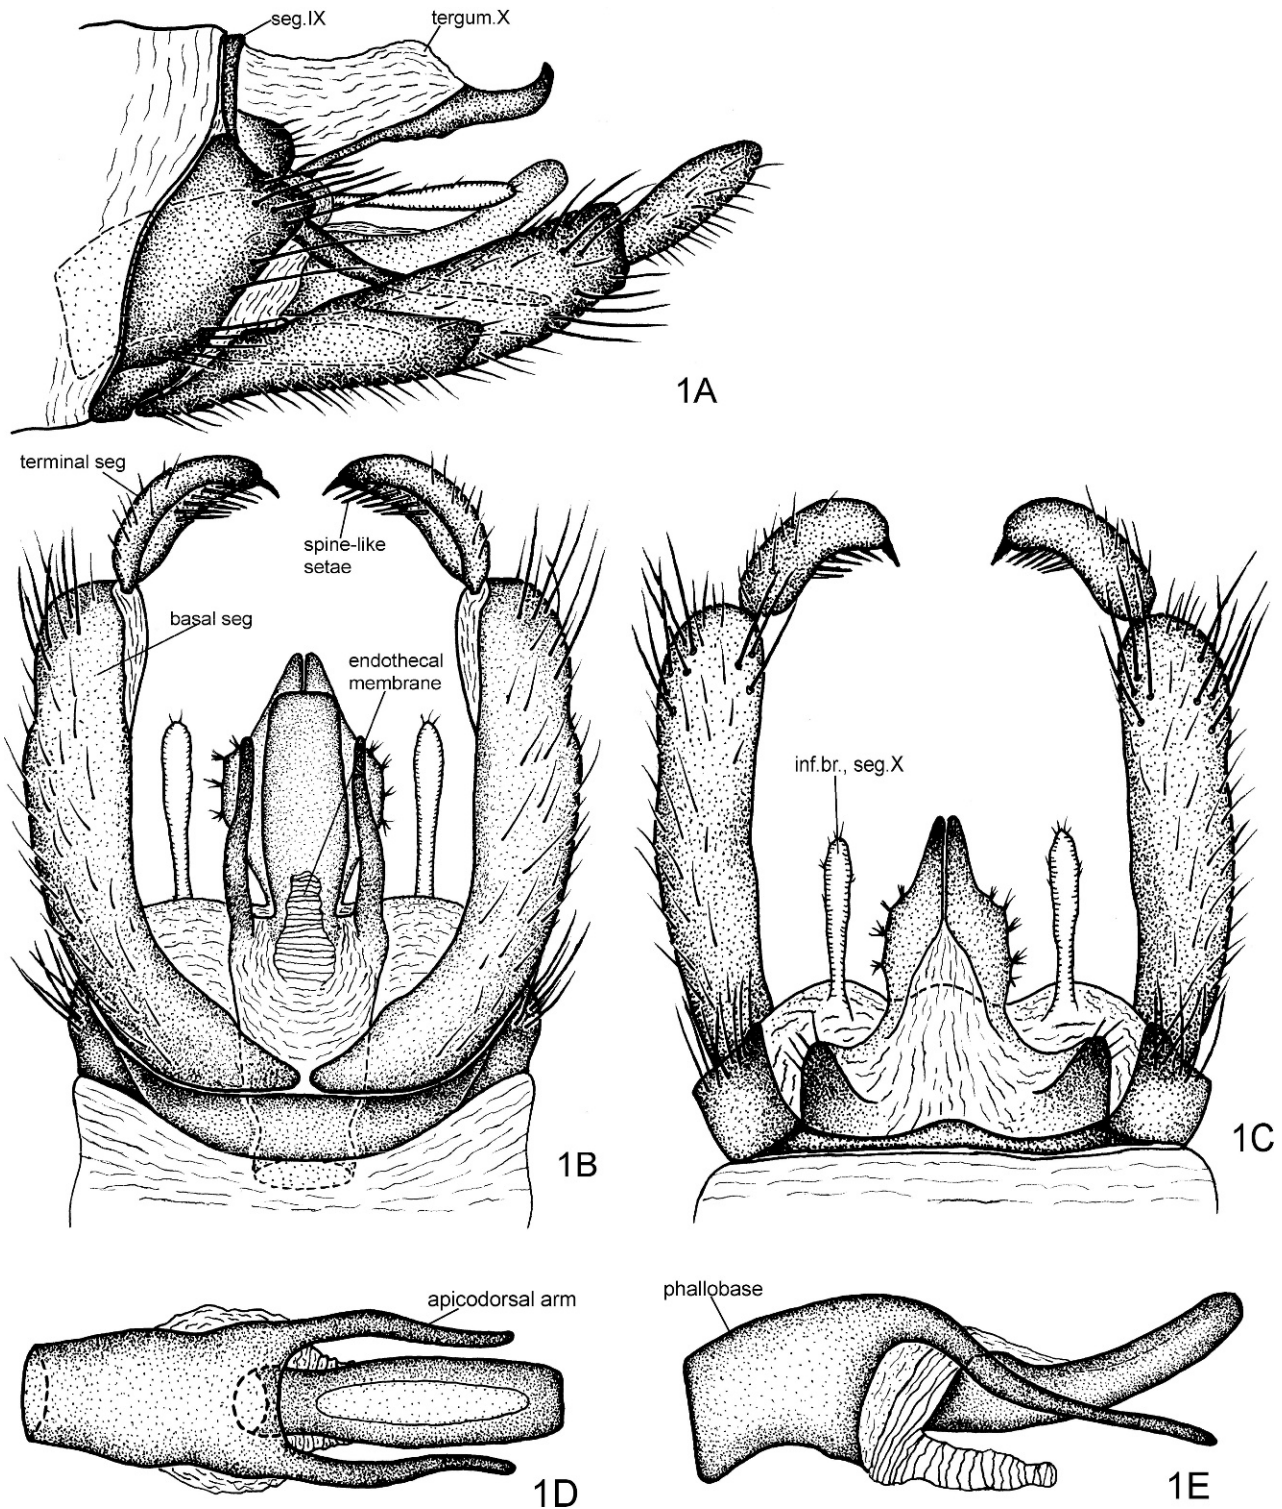 seg.IX
tergum.X
1A
terminal seg
spine-like
setae
basal seg
endothecal
membrane
1B
inf.br., seg.X
1C
apicodorsal arm
1D
phallobase
1E